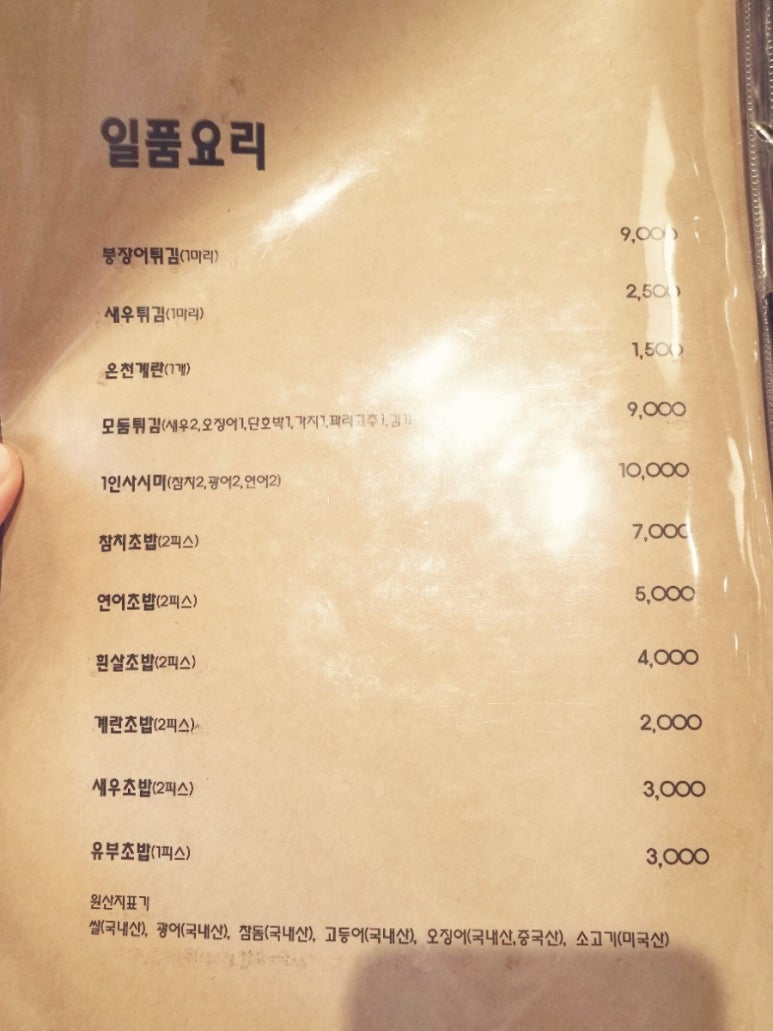 일품요리
붕장어튀김(1마리) 9,000
새우튀김(1마리) 2,500
온천계란(1개) 1,500
모둠튀김(새우2,오징어1,단호박1,가지1,꽈리고추1,김1) 9,000
1인사시미(참치2,광어2,연어2) 10,000
참치초밥(2피스) 7,000
연어초밥(2피스) 5,000
흰살초밥(2피스) 4,000
계란초밥(2피스) 2,000
새우초밥(2피스) 3,000
유부초밥(1피스) 3,000
원산지표기
쌀(국내산), 광어(국내산), 참돔(국내산), 고등어(국내산), 오징어(국내산,중국산), 소고기(미국산)